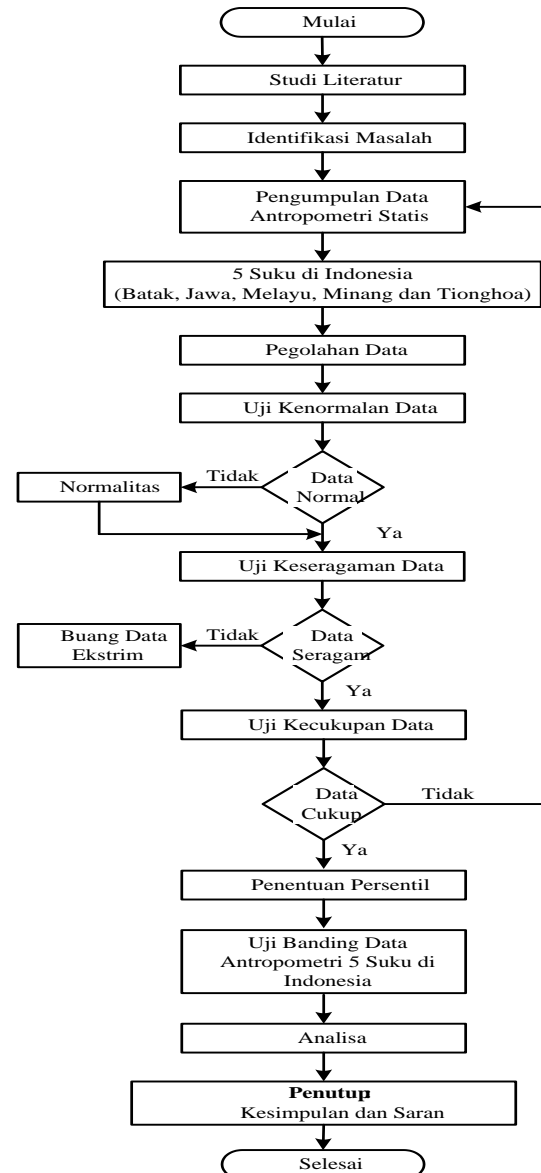 Mulai
Studi Literatur
Identifikasi Masalah
Pengumpulan Data
Antropometri Statis
5 Suku di Indonesia
(Batak, Jawa, Melayu, Minang dan Tionghoa)
Pegolahan Data
Uji Kenormalan Data
Data
Normal
Tidak
Normalitas
Ya
Uji Keseragaman Data
Data
Seragam
Tidak
Buang Data
Ekstrim
Ya
Uji Kecukupan Data
Data
Cukup
Tidak
Ya
Penentuan Persentil
Uji Banding Data
Antropometri 5 Suku di
Indonesia
Analisa
Penutup:
Kesimpulan dan Saran
Selesai